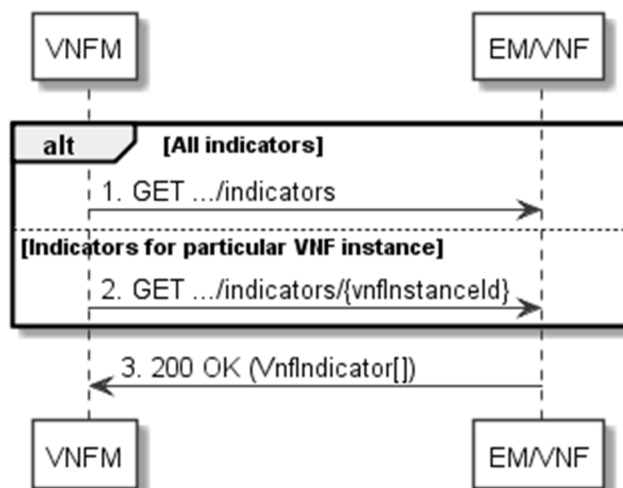 VNFM
EM/VNF
alt
[All indicators]
1. GET .../indicators
[Indicators for particular VNF instance]
2. GET .../indicators/{vnfInstanceId}
3. 200 OK (VnfIndicator[])
VNFM
EM/VNF